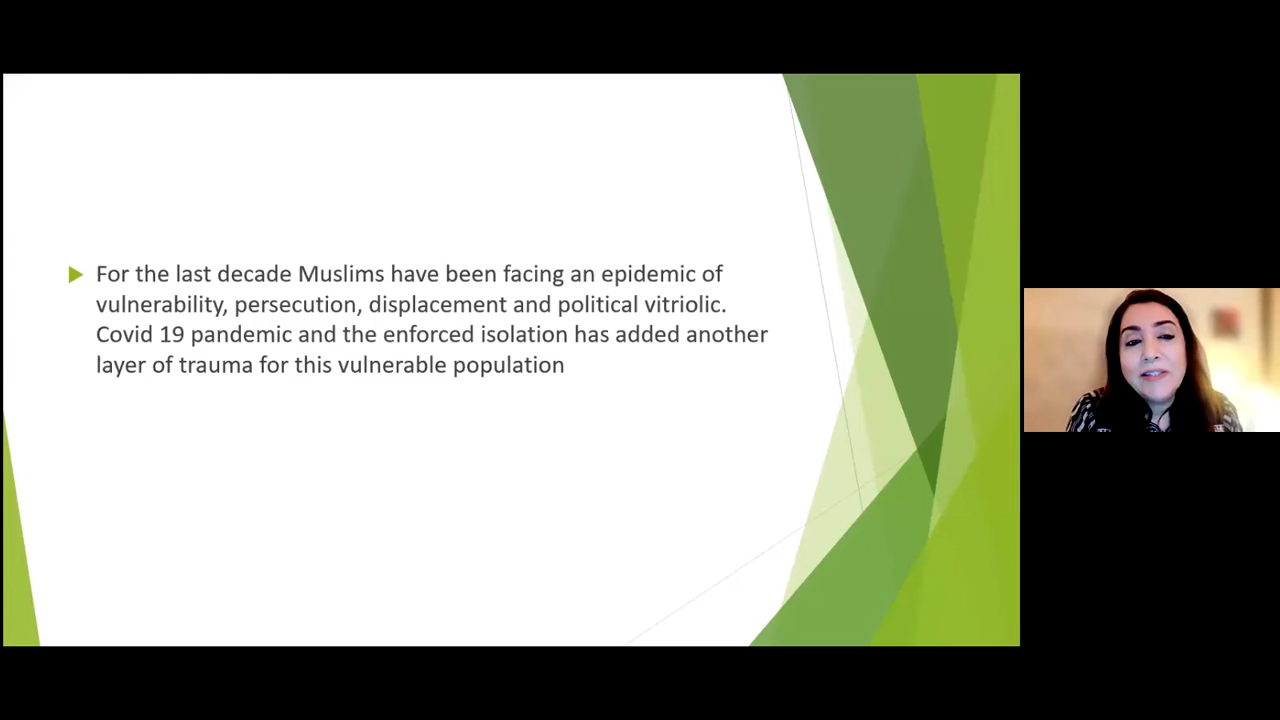 For the last decade Muslims have been facing an epidemic of
vulnerability, persecution, displacement and political vitriolic.
Covid 19 pandemic and the enforced isolation has added another
layer of trauma for this vulnerable population